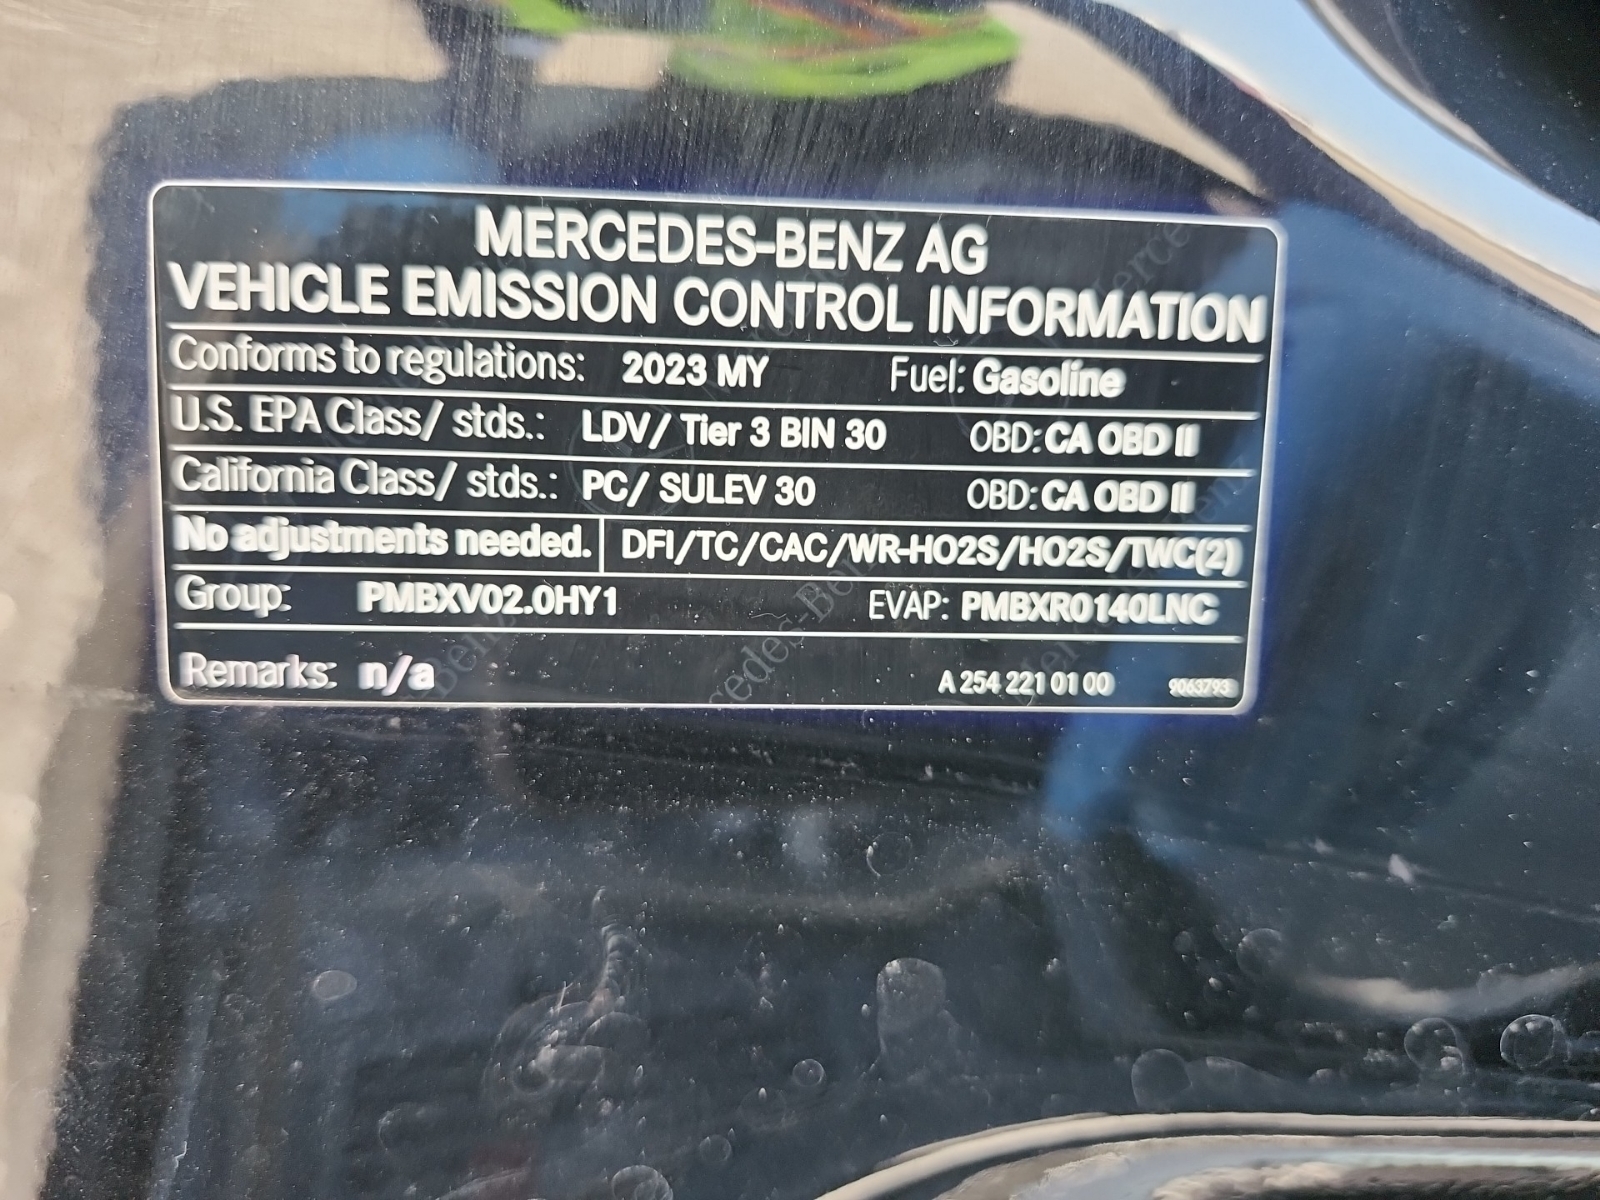 MERCEDES-BENZ AG
VEHICLE EMISSION CONTROL INFORMATION
Conforms to regulations: 2023 MY Fuel: Gasoline
U.S. EPA Class/ stds.: LDV/ Tier 3 BIN 30 OBD: CA OBD II
California Class/ stds.: PC/ SULEV 30 OBD: CA OBD II
No adjustments needed. DFI/TC/CAC/WR-HO2S/HO2S/TWC(2)
Group: PMBXV02.0HY1 EVAP: PMBXR0140LNC
Remarks: n/a A 254 221 01 00 9063793